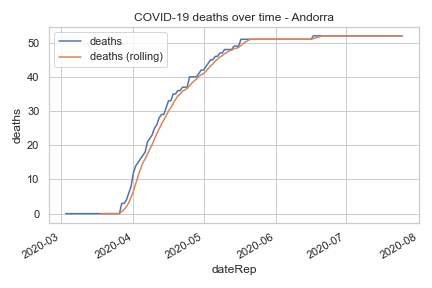 COVID-19 deaths over time - Andorra
deaths
deaths (rolling)
50
40
30
20
10
0
deaths
2020-03
2020-04
2020-05
2020-06
2020-07
2020-08
dateRep